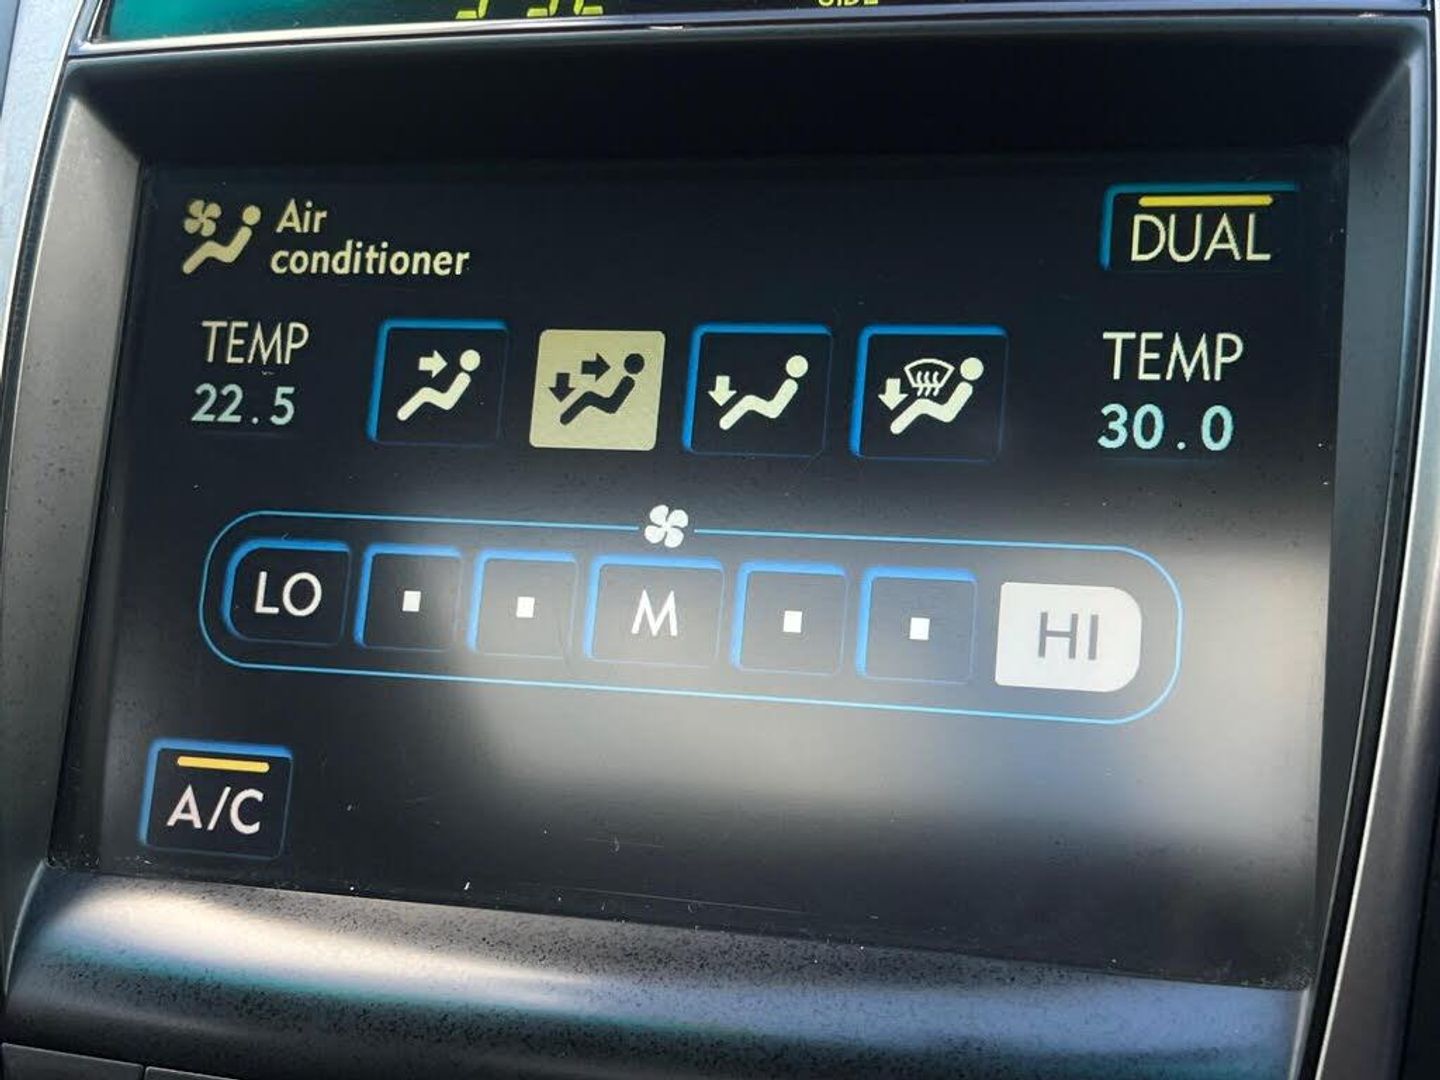 Air
conditioner
DUAL
TEMP
22.5
TEMP
30.0
LO
M
HI
A/C